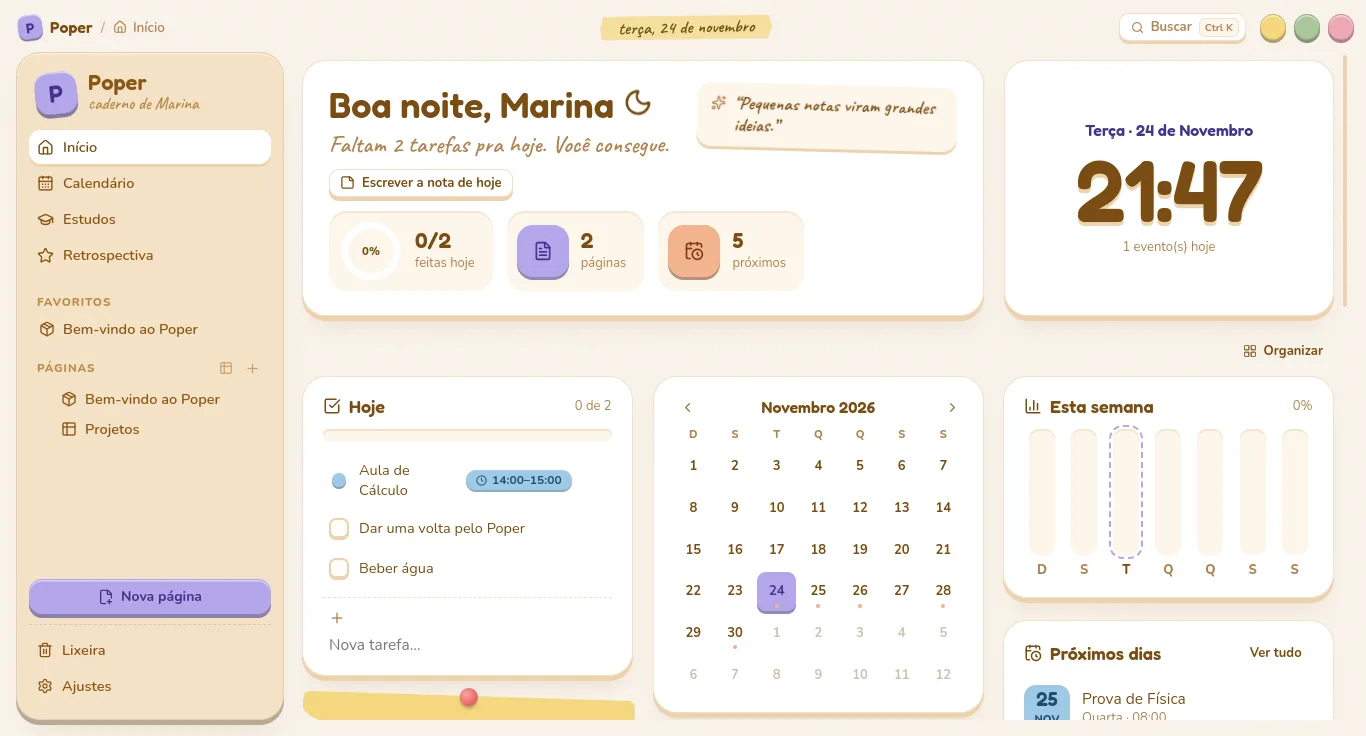 P Poper / Início
terça, 24 de novembro
Buscar Ctrl K
P
Poper
caderno de Marina
Início
Calendário
Estudos
Retrospectiva
FAVORITOS
Bem-vindo ao Poper
PÁGINAS
Bem-vindo ao Poper
Projetos
Nova página
Lixeira
Ajustes
Boa noite, Marina
Faltam 2 tarefas pra hoje. Você consegue.
“Pequenas notas viram grandes
ideias.”
Escrever a nota de hoje
0%
0/2
feitas hoje
2
páginas
5
próximos
Terça · 24 de Novembro
21:47
1 evento(s) hoje
Organizar
Hoje
0 de 2
Aula de
Cálculo
14:00–15:00
Dar uma volta pelo Poper
Beber água
Nova tarefa...
Novembro 2026
D S T Q Q S S
1 2 3 4 5 6 7
8 9 10 11 12 13 14
15 16 17 18 19 20 21
22 23 24 25 26 27 28
29 30 1 2 3 4 5
6 7 8 9 10 11 12
Esta semana
0%
D S T Q Q S S
Próximos dias
Ver tudo
25
NOV
Prova de Física
Quarta · 08:00